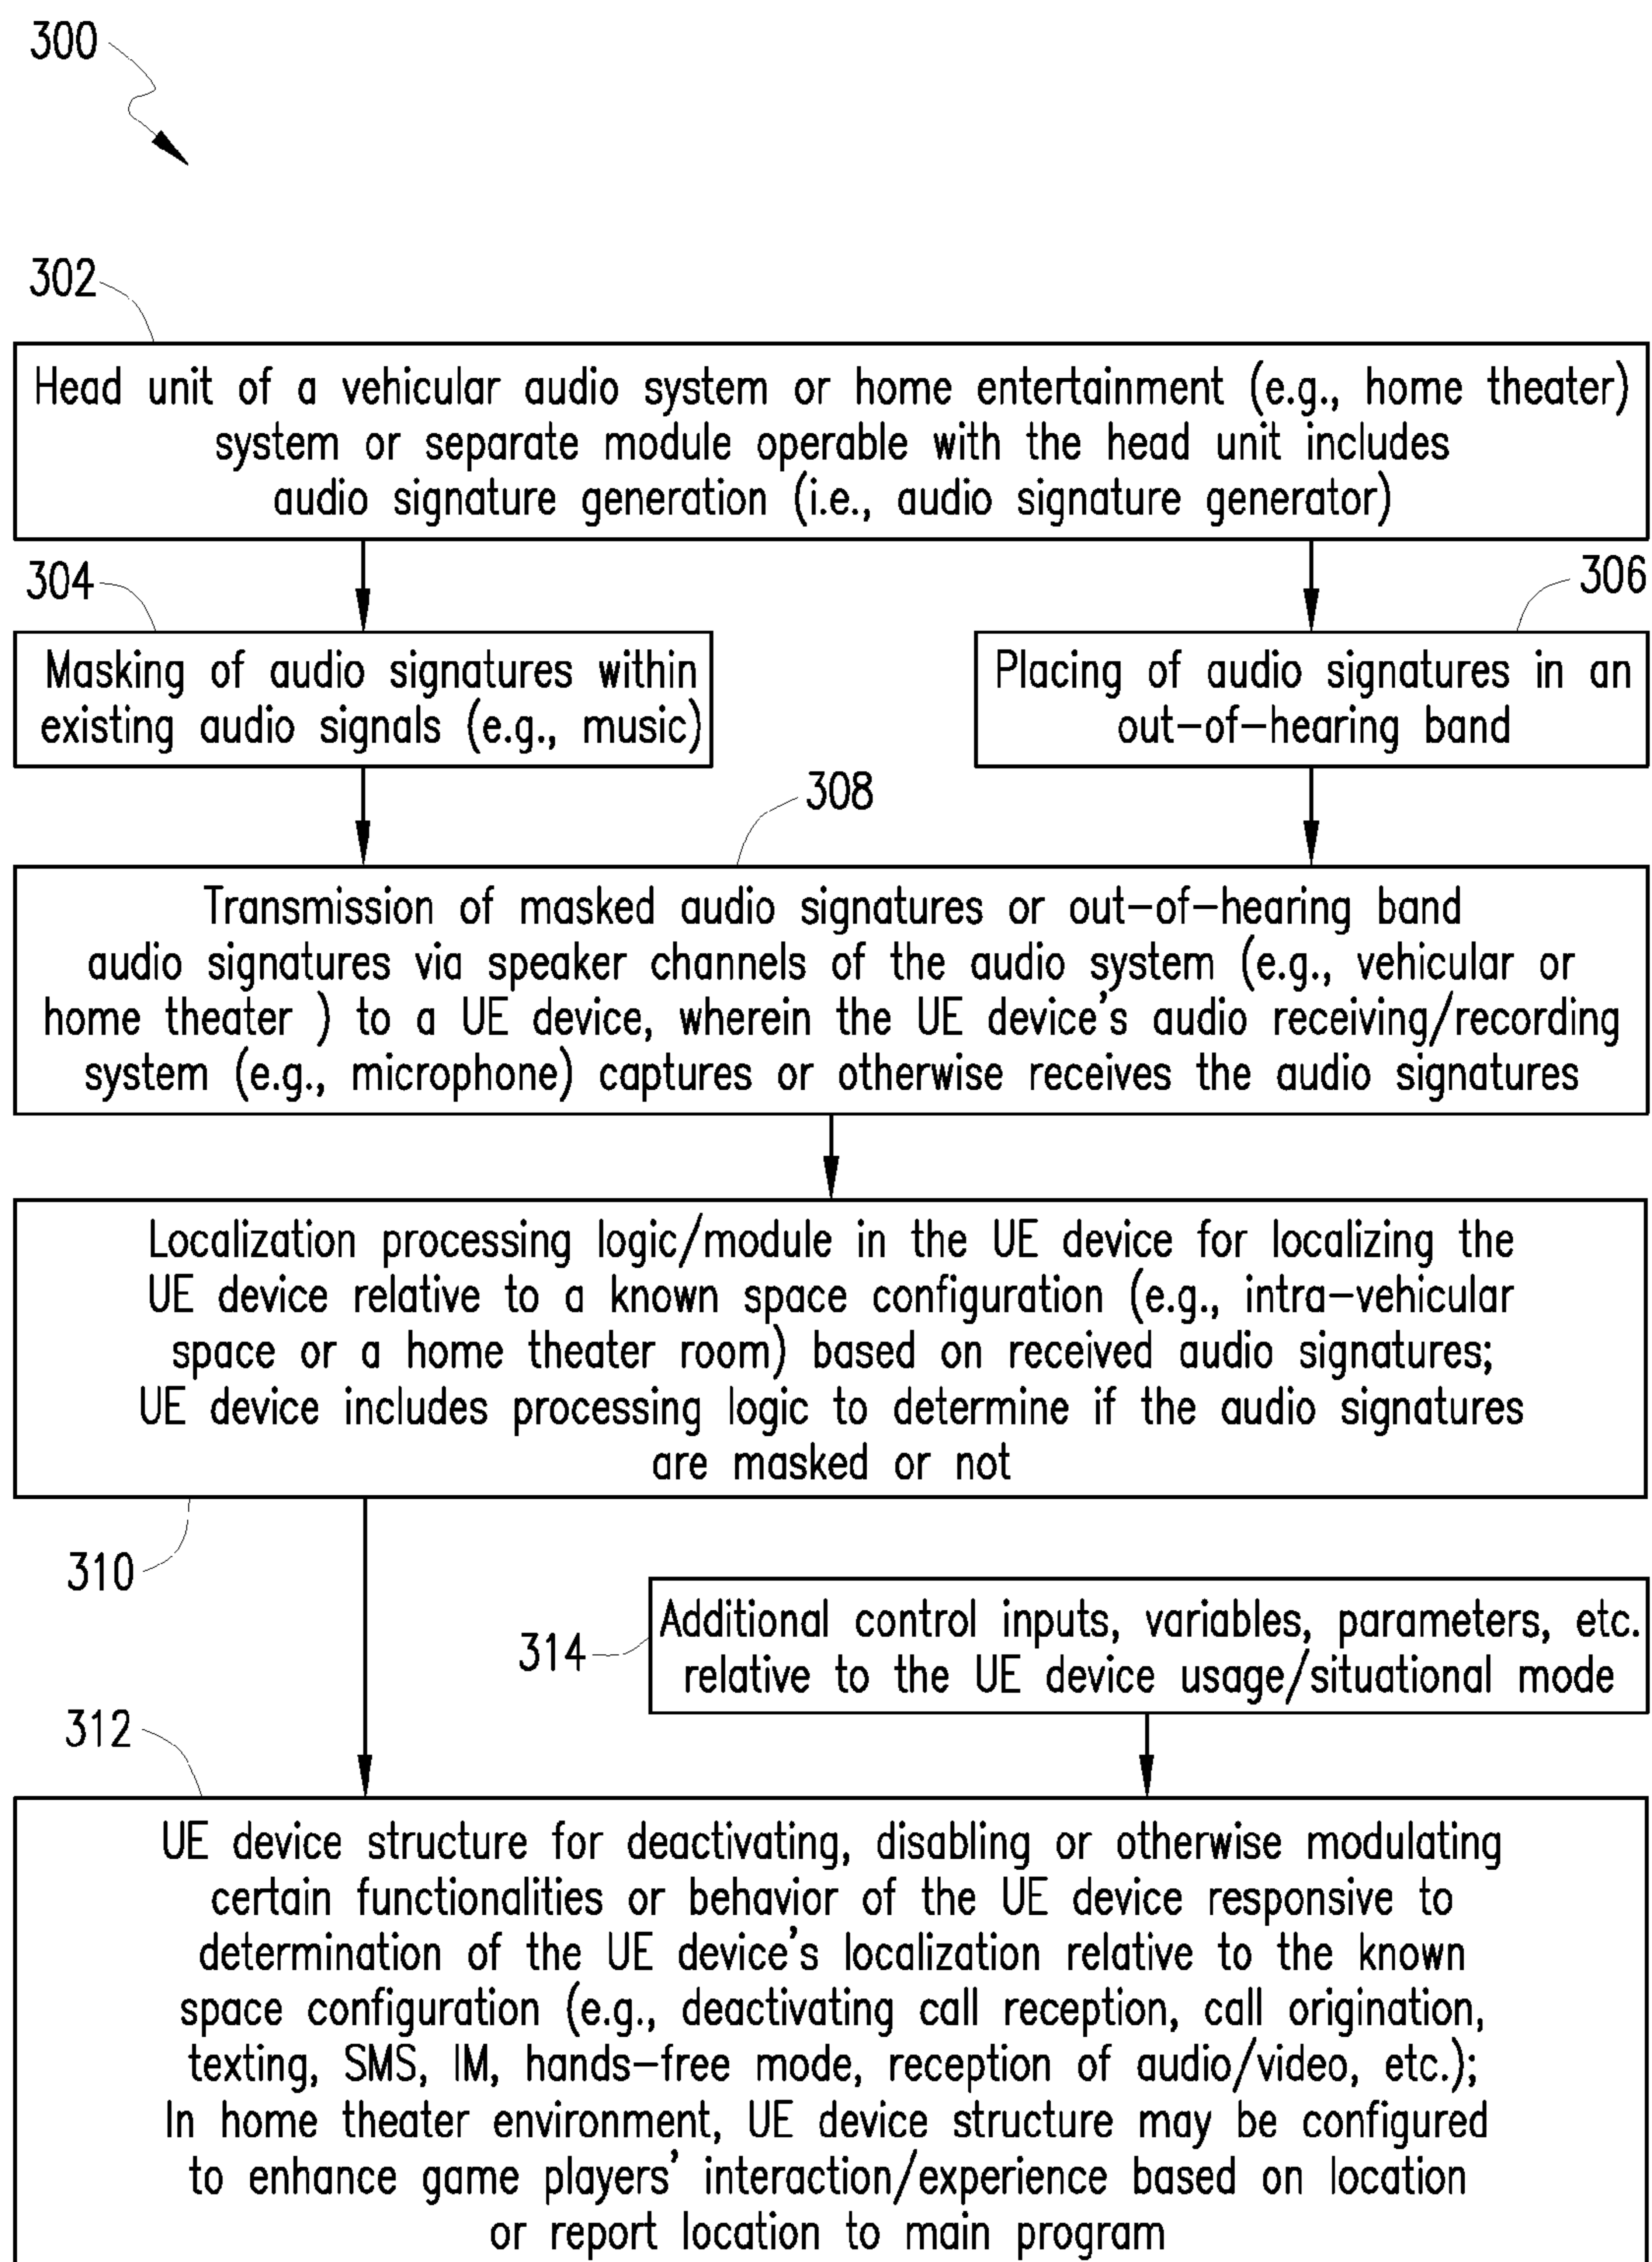 300
302
Head unit of a vehicular audio system or home entertainment (e.g., home theater)
system or separate module operable with the head unit includes
audio signature generation (i.e., audio signature generator)
304
306
Masking of audio signatures within
existing audio signals (e.g., music)
Placing of audio signatures in an
out-of-hearing band
308
Transmission of masked audio signatures or out-of-hearing band
audio signatures via speaker channels of the audio system (e.g., vehicular or
home theater ) to a UE device, wherein the UE device's audio receiving/recording
system (e.g., microphone) captures or otherwise receives the audio signatures
Localization processing logic/module in the UE device for localizing the
UE device relative to a known space configuration (e.g., intra-vehicular
space or a home theater room) based on received audio signatures;
UE device includes processing logic to determine if the audio signatures
are masked or not
310
314
Additional control inputs, variables, parameters, etc.
relative to the UE device usage/situational mode
312
UE device structure for deactivating, disabling or otherwise modulating
certain functionalities or behavior of the UE device responsive to
determination of the UE device's localization relative to the known
space configuration (e.g., deactivating call reception, call origination,
texting, SMS, IM, hands-free mode, reception of audio/video, etc.);
In home theater environment, UE device structure may be configured
to enhance game players' interaction/experience based on location
or report location to main program